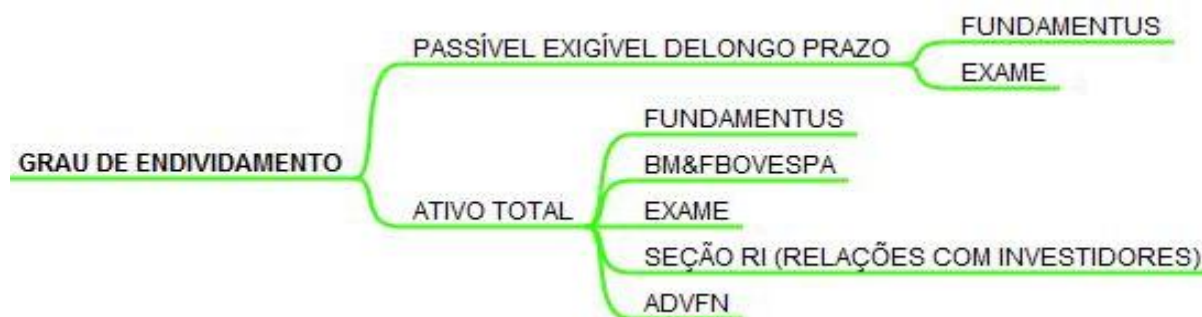 FUNDAMENTUS
PASSÍVEL EXIGÍVEL DELONGO PRAZO
EXAME
FUNDAMENTUS
GRAU DE ENDIVIDAMENTO
BM&FBOVESPA
ATIVO TOTAL
EXAME
SEÇÃO RI (RELAÇÕES COM INVESTIDORES)
ADVFN